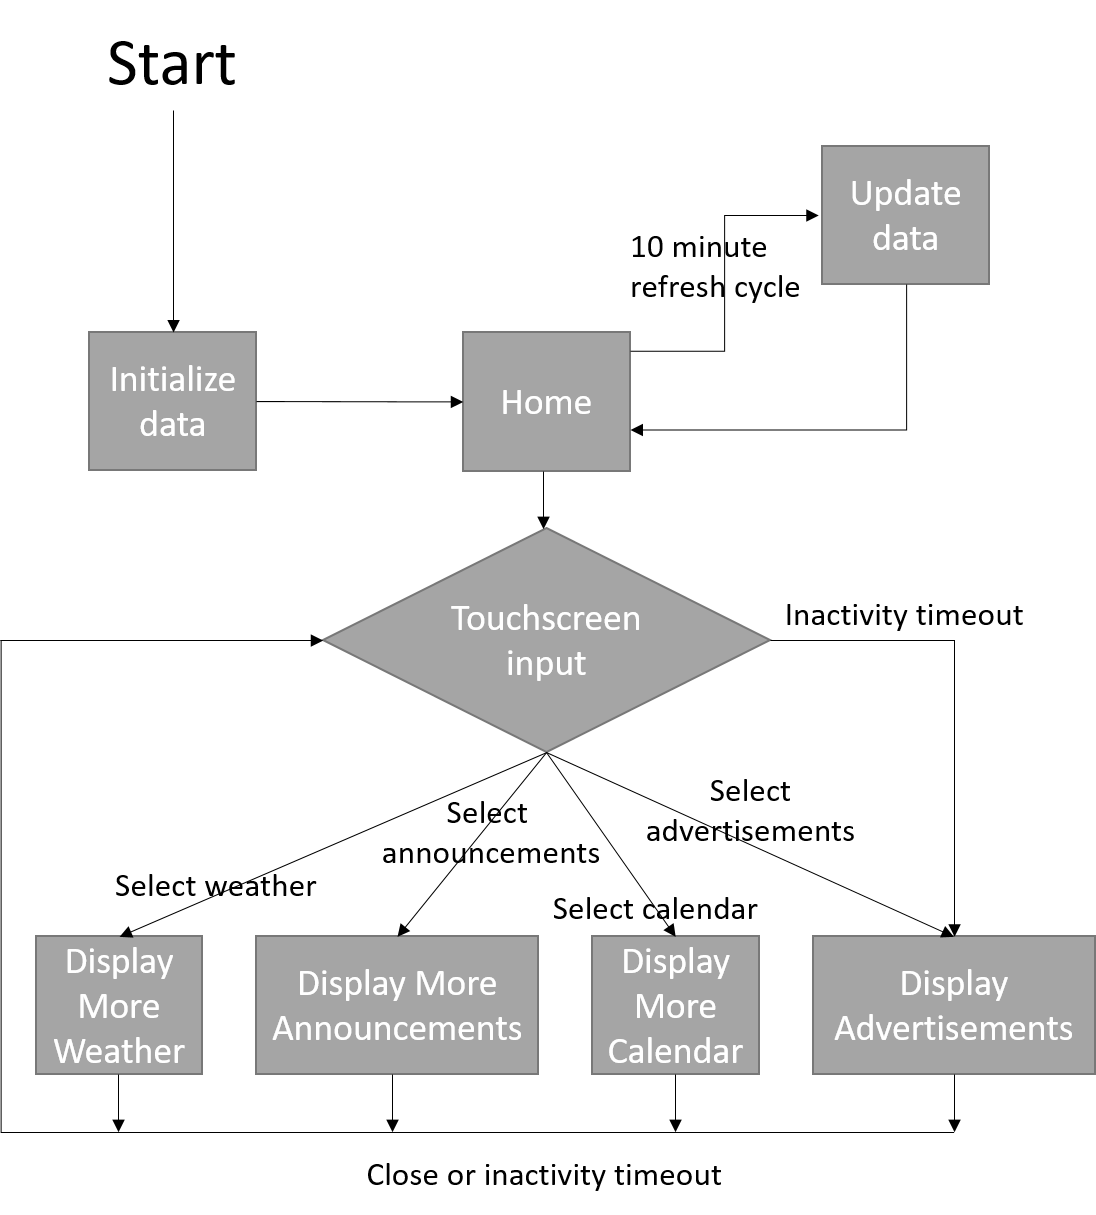 Start
Update
data
10 minute
refresh cycle
Initialize
data
Home
Touchscreen
input
Inactivity timeout
Select
advertisements
Select
announcements
Select weather
Select calendar
Display
More
Weather
Display More
Announcements
Display
More
Calendar
Display
Advertisements
Close or inactivity timeout